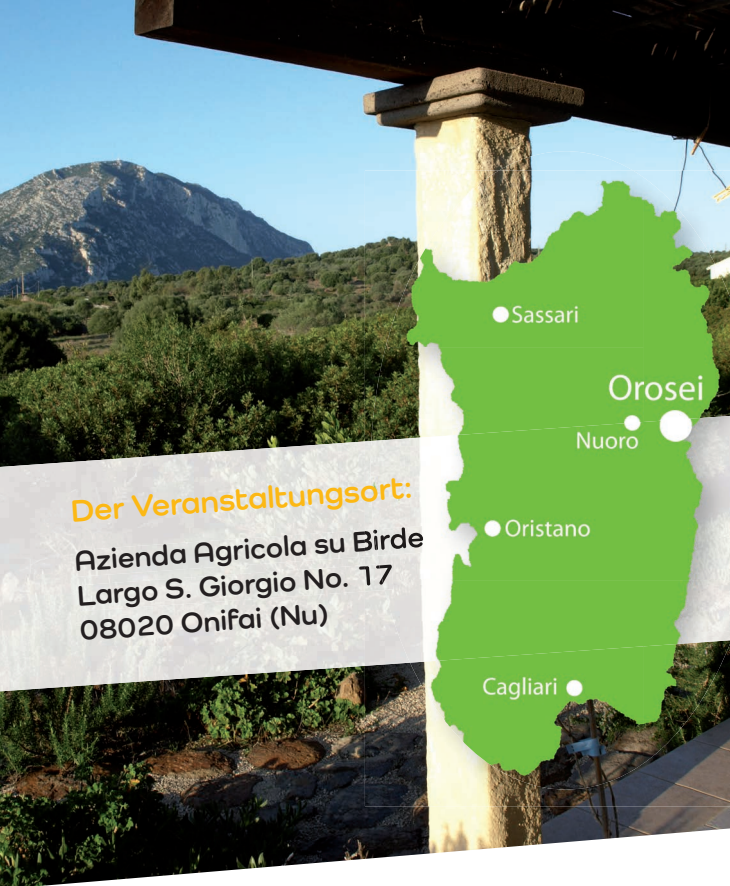 Sassari
Orosei
Nuoro
Der Veranstaltungsort:
Azienda Agricola su Birde
Largo S. Giorgio No. 17
08020 Onifai (Nu)
Oristano
Cagliari